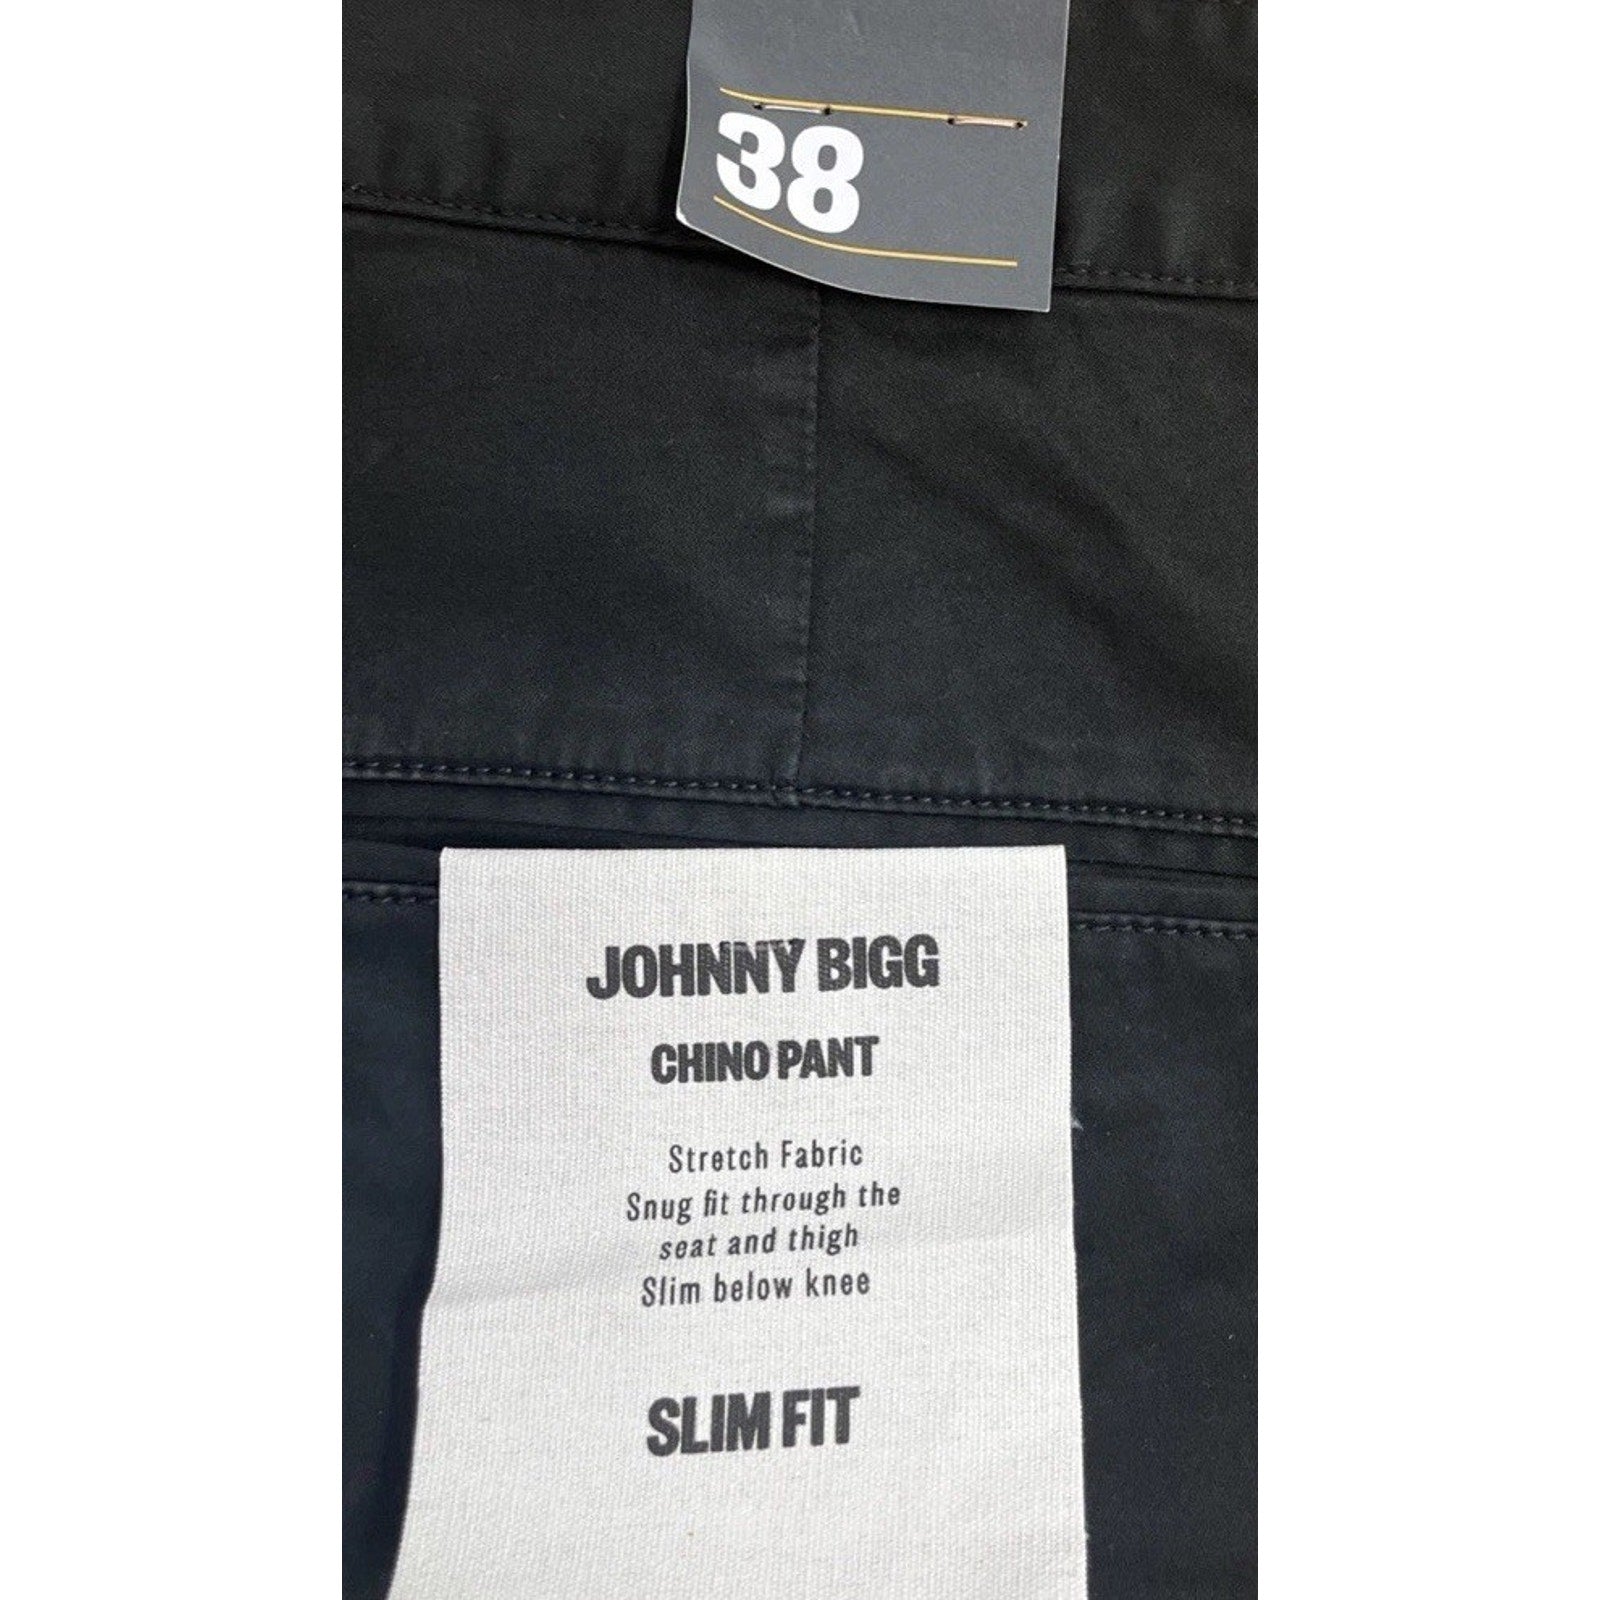 38
JOHNNY BIGG
CHINO PANT
Stretch Fabric
Snug fit through the
seat and thigh
Slim below knee
SLIM FIT